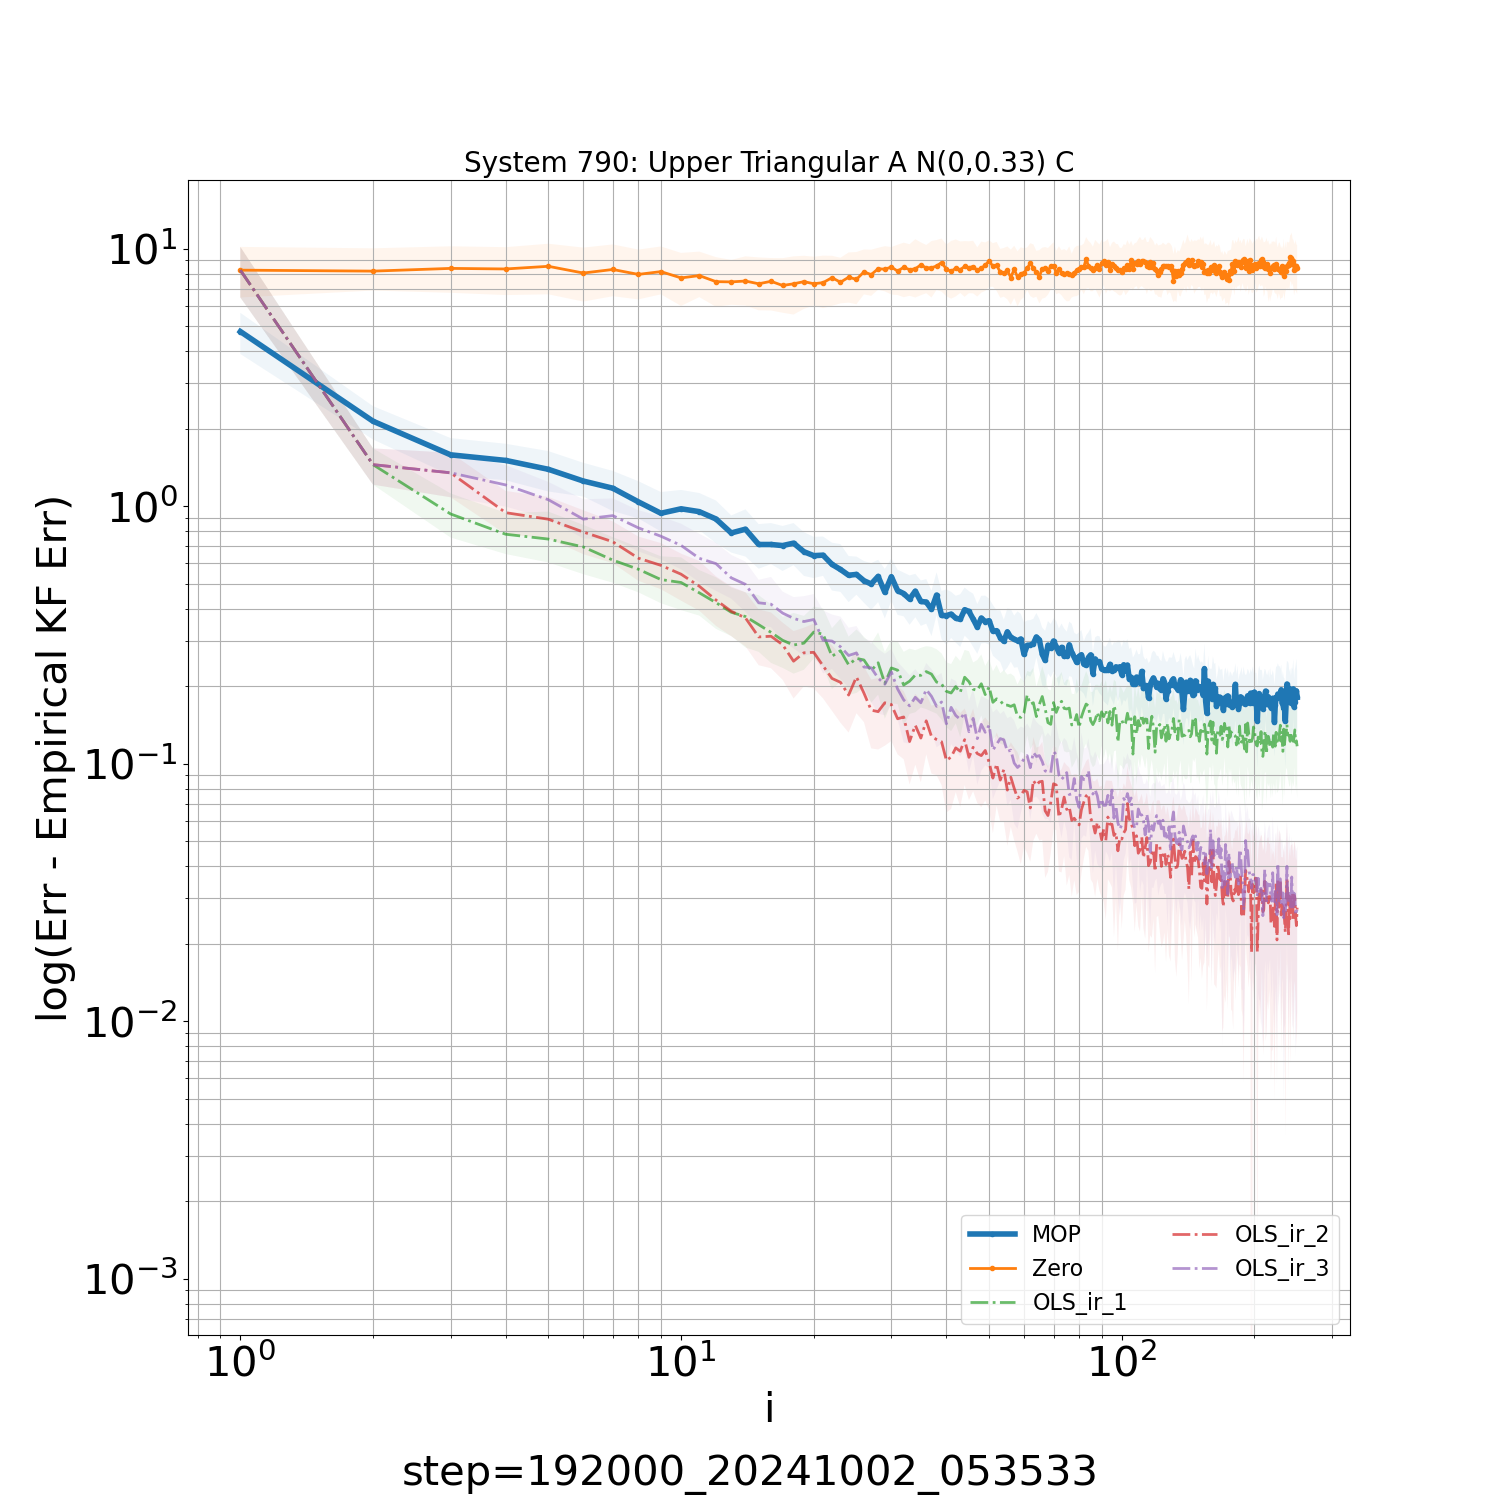 System 790: Upper Triangular A N(0,0.33) C
log(Err - Empirical KF Err)
10¹
10⁰
10⁻¹
10⁻²
10⁻³
MOP
Zero
OLS_ir_1
OLS_ir_2
OLS_ir_3
10⁰ 10¹ 10²
i
step=192000_20241002_053533